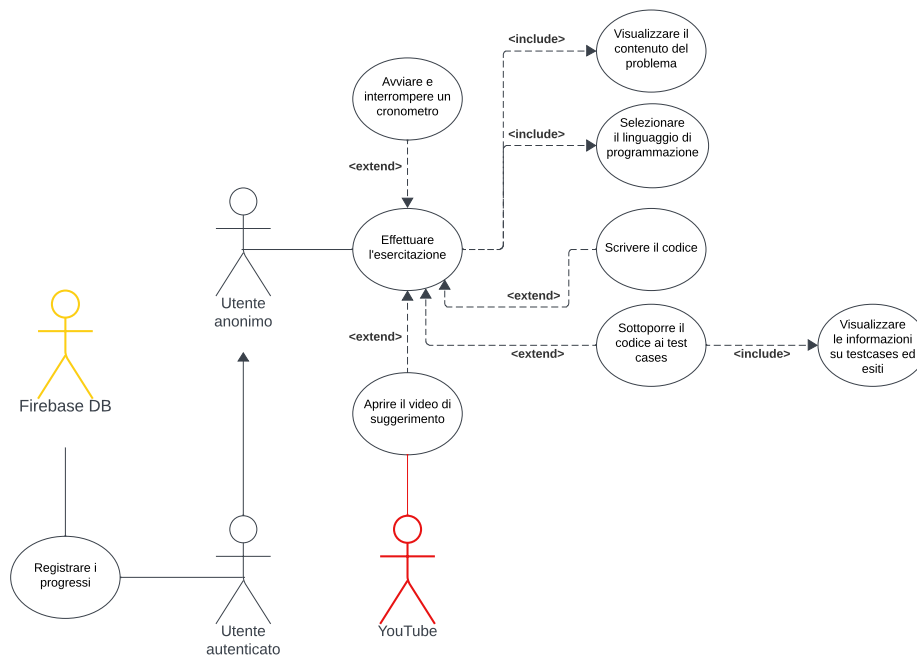 <include>
Visualizzare il
contenuto del
problema
Avviare e
interrompere un
cronometro
<include>
Selezionare
il linguaggio di
programmazione
<extend>
Effettuare
l'esercitazione
Scrivere il codice
Utente
anonimo
<extend>
<extend>
<extend>
Sottoporre il
codice ai test
cases
<include>
Visualizzare
le informazioni
su testcases ed
esiti
Firebase DB
Aprire il video di
suggerimento
Registrare i
progressi
Utente
autenticato
YouTube